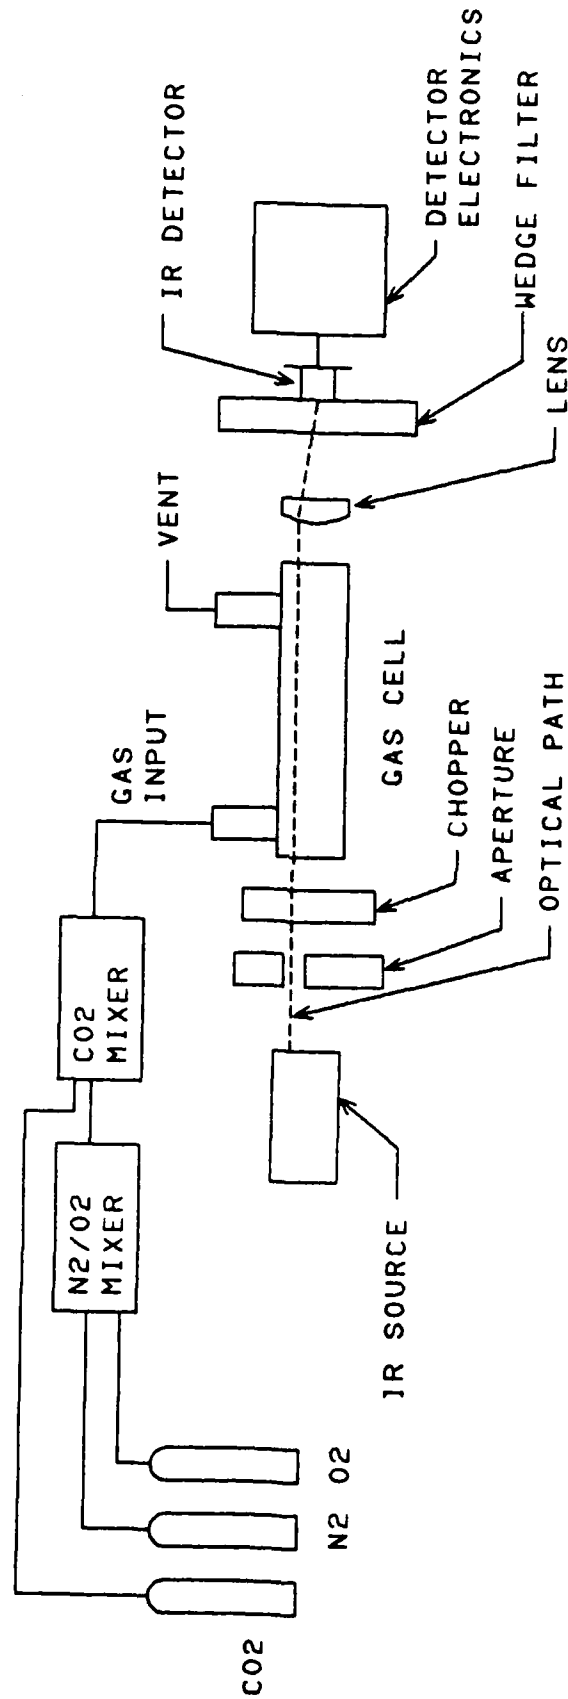 CO2
N2
O2
N2/O2
MIXER
CO2
MIXER
GAS
INPUT
VENT
IR DETECTOR
IR SOURCE
GAS CELL
CHOPPER
APERTURE
OPTICAL PATH
LENS
WEDGE FILTER
DETECTOR
ELECTRONICS